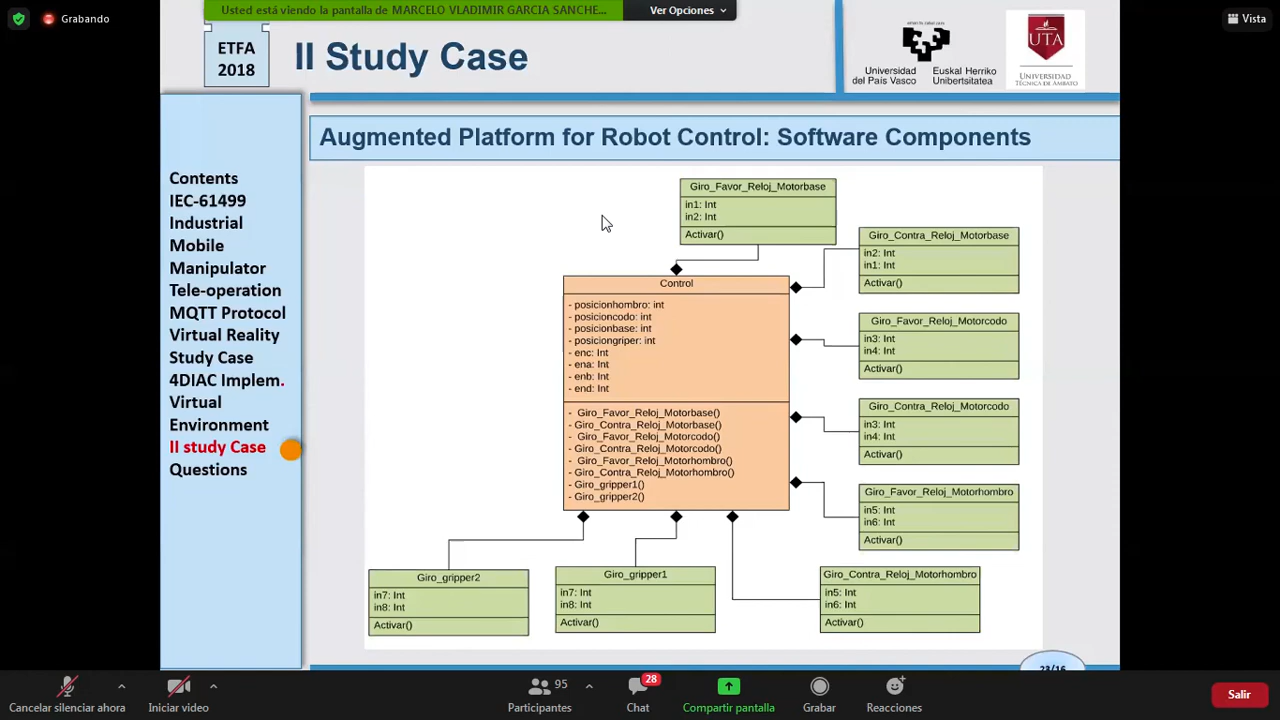 Usted está viendo la pantalla de MARCELO VLADIMIR GARCIA SANCHE...
Ver Opciones
Grabando
Vista
ETFA
2018
II Study Case
Universidad
del País Vasco
Euskal Herriko
Unibertsitatea
UTA
UNIVERSIDAD
TÉCNICA DE AMBATO
Augmented Platform for Robot Control: Software Components
Contents
IEC-61499
Industrial
Mobile
Manipulator
Tele-operation
MQTT Protocol
Virtual Reality
Study Case
4DIAC Implem.
Virtual
Environment
II study Case
Questions
Giro_Favor_Reloj_Motorbase
in1: Int
in2: Int
Activar()
Giro_Contra_Reloj_Motorbase
in2: Int
in1: Int
Activar()
Control
- posicionhombro: int
- posicioncodo: int
- posicionbase: int
- posiciongriper: int
- enc: Int
- ena: Int
- enb: Int
- end: Int
- Giro_Favor_Reloj_Motorbase()
- Giro_Contra_Reloj_Motorbase()
- Giro_Favor_Reloj_Motorcodo()
- Giro_Contra_Reloj_Motorcodo()
- Giro_Favor_Reloj_Motorhombro()
- Giro_Contra_Reloj_Motorhombro()
- Giro_gripper1()
- Giro_gripper2()
Giro_Favor_Reloj_Motorcodo
in3: Int
in4: Int
Activar()
Giro_Contra_Reloj_Motorcodo
in3: Int
in4: Int
Activar()
Giro_Favor_Reloj_Motorhombro
in5: Int
in6: Int
Activar()
Giro_gripper2
in7: Int
in8: Int
Activar()
Giro_gripper1
in7: Int
in8: Int
Activar()
Giro_Contra_Reloj_Motorhombro
in5: Int
in6: Int
Activar()
23/16
Cancelar silenciar ahora
Iniciar video
95
Participantes
28
Chat
Compartir pantalla
Grabar
Reacciones
Salir